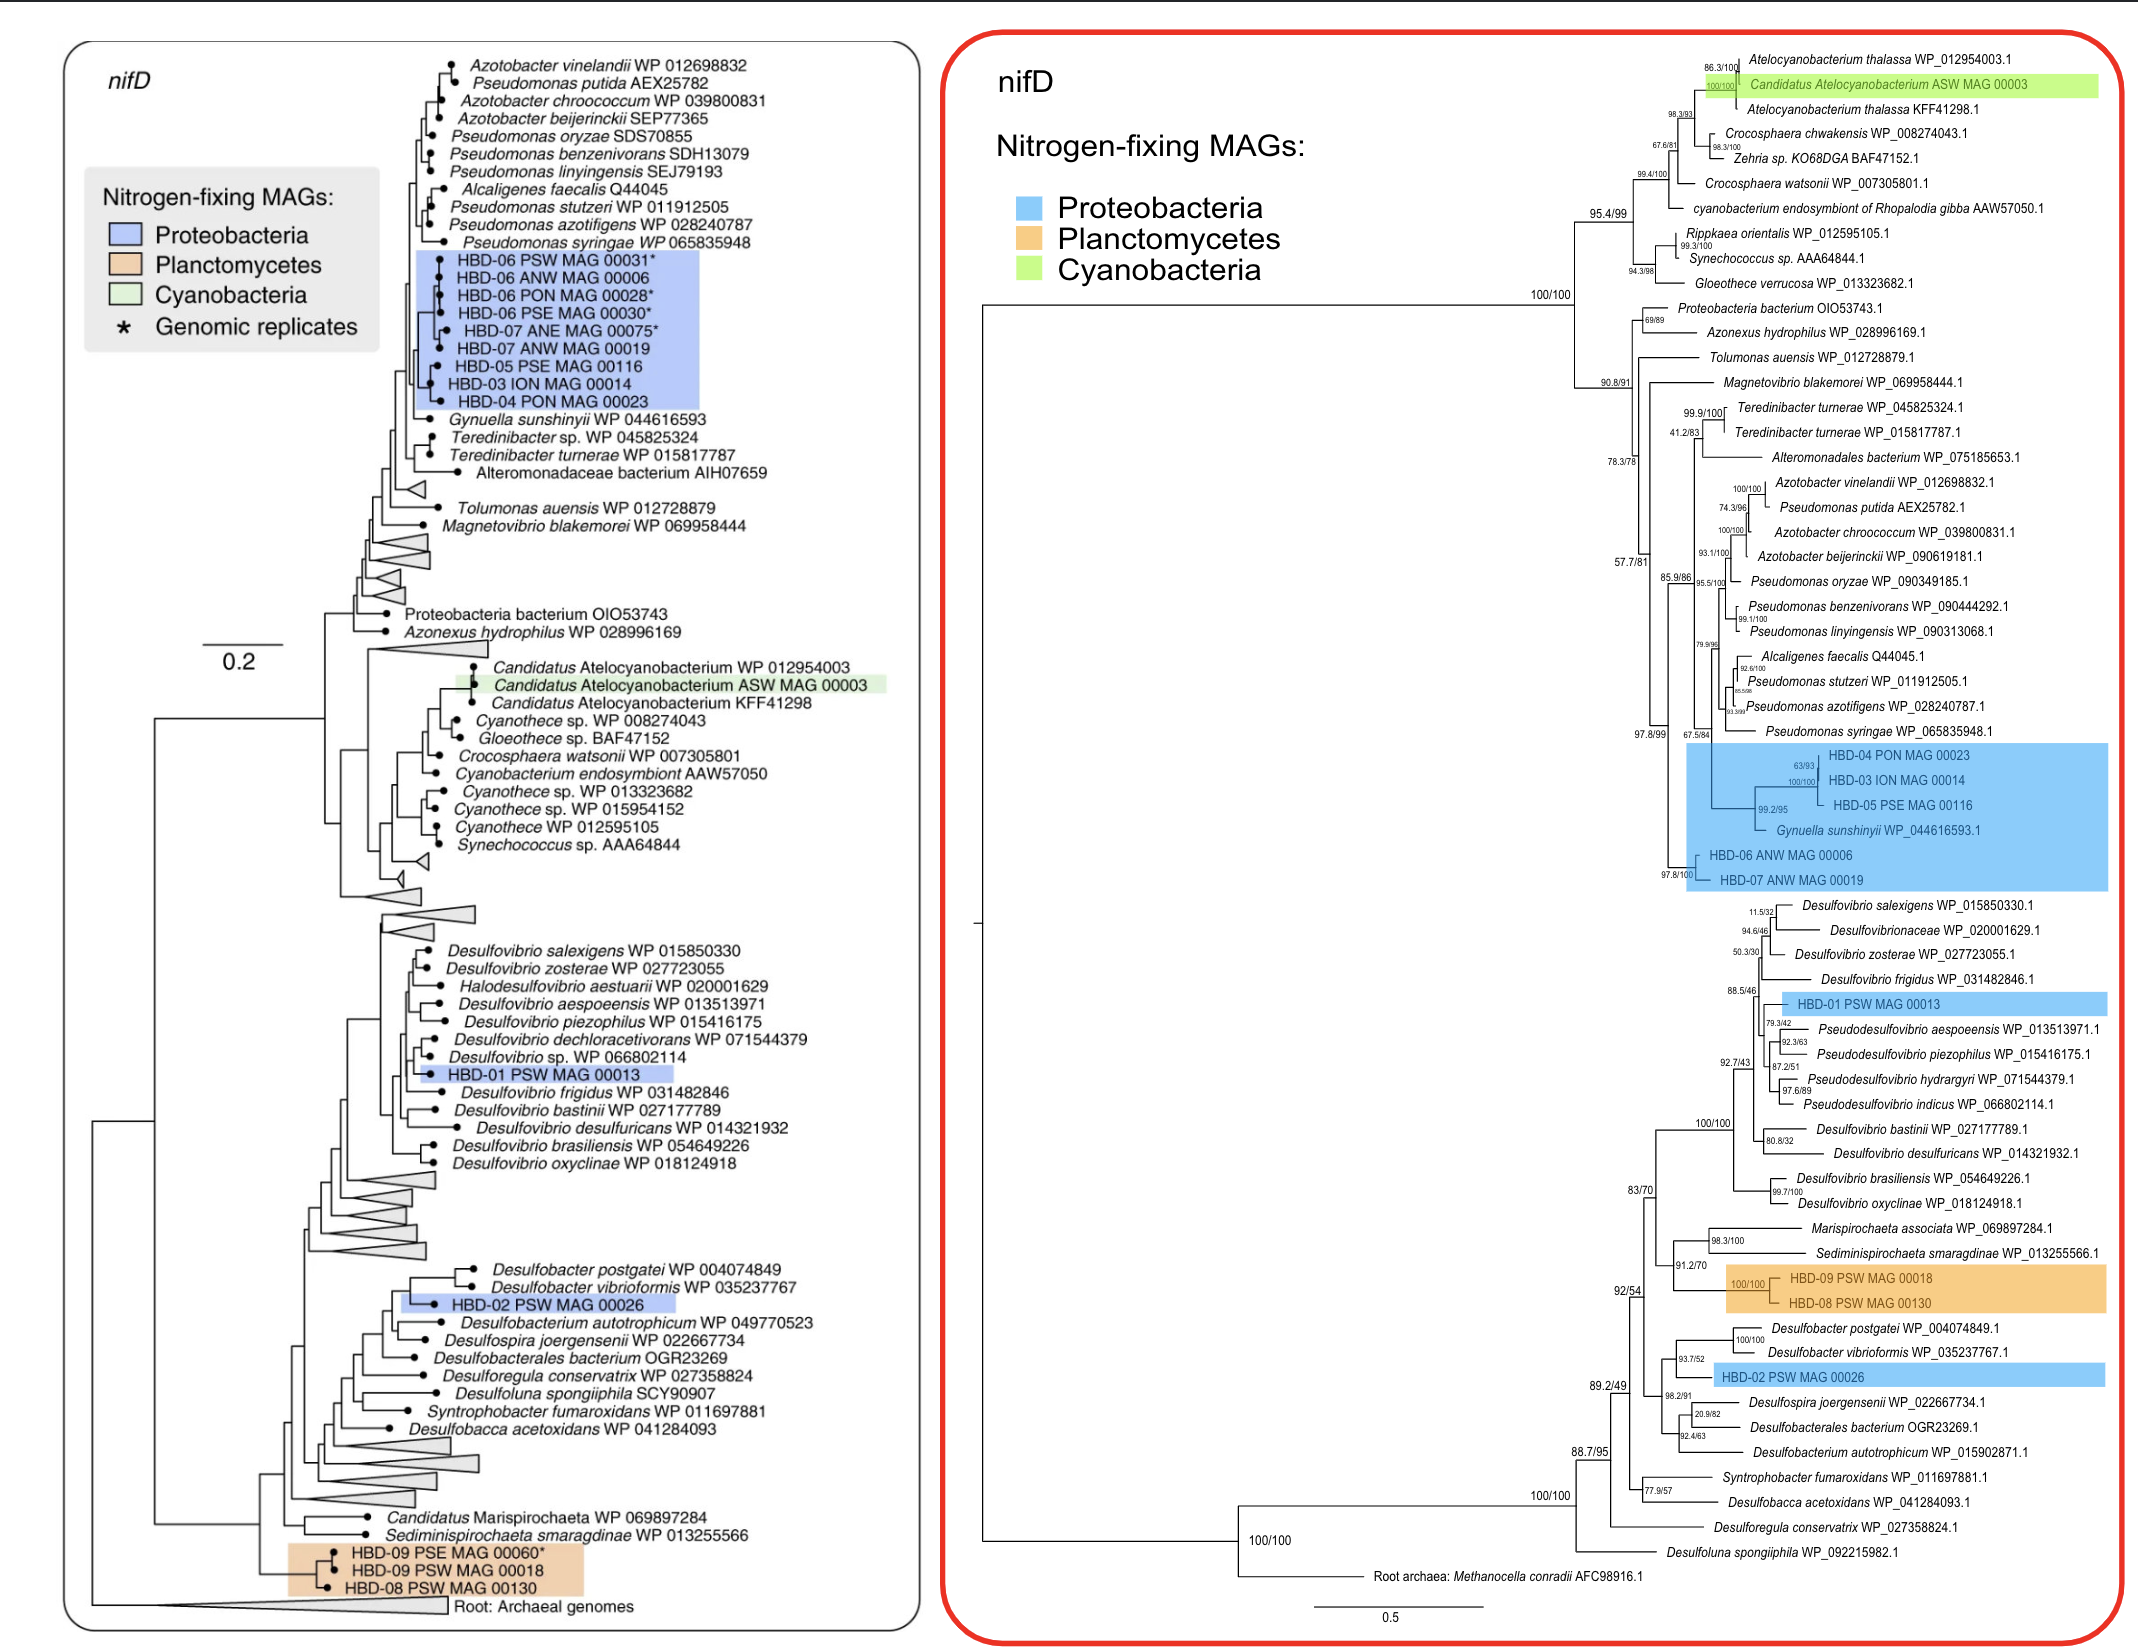 nifD
Nitrogen-fixing MAGs:
Proteobacteria
Planctomycetes
Cyanobacteria
* Genomic replicates
0.2
Azotobacter vinelandii WP 012698832
Pseudomonas putida AEX25782
Azotobacter chroococcum WP 039800831
Azotobacter beijerinckii SEP77365
Pseudomonas oryzae SDS70855
Pseudomonas benzenivorans SDH13079
Pseudomonas linyingensis SEJ79193
Alcaligenes faecalis Q44045
Pseudomonas stutzeri WP 011912505
Pseudomonas azotifigens WP 028240787
Pseudomonas syringae WP 065835948
HBD-06 PSW MAG 00031*
HBD-06 ANW MAG 00006
HBD-06 PON MAG 00028*
HBD-06 PSE MAG 00030*
HBD-07 ANE MAG 00075*
HBD-07 ANW MAG 00019
HBD-05 PSE MAG 00116
HBD-03 ION MAG 00014
HBD-04 PON MAG 00023
Gynuella sunshinyii WP 044616593
Teredinibacter sp. WP 045825324
Teredinibacter turnerae WP 015817787
Alteromonadaceae bacterium AIH07659
Tolumonas auensis WP 012728879
Magnetovibrio blakemorei WP 069958444
Proteobacteria bacterium OIO53743
Azonexus hydrophilus WP 028996169
Candidatus Atelocyanobacterium WP 012954003
Candidatus Atelocyanobacterium ASW MAG 00003
Candidatus Atelocyanobacterium KFF41298
Cyanothece sp. WP 008274043
Gloeothece sp. BAF47152
Crocosphaera watsonii WP 007305801
Cyanobacterium endosymbiont AAW57050
Cyanothece sp. WP 013323682
Cyanothece sp. WP 015954152
Cyanothece WP 012595105
Synechococcus sp. AAA64844
Desulfovibrio salexigens WP 015850330
Desulfovibrio zosterae WP 027723055
Halodesulfovibrio aestuarii WP 020001629
Desulfovibrio aespoeensis WP 013513971
Desulfovibrio piezophilus WP 015416175
Desulfovibrio dechloracetivorans WP 071544379
Desulfovibrio sp. WP 066802114
HBD-01 PSW MAG 00013
Desulfovibrio frigidus WP 031482846
Desulfovibrio bastinii WP 027177789
Desulfovibrio desulfuricans WP 014321932
Desulfovibrio brasiliensis WP 054649226
Desulfovibrio oxyclinae WP 018124918
Desulfobacter postgatei WP 004074849
Desulfobacter vibrioformis WP 035237767
HBD-02 PSW MAG 00026
Desulfobacterium autotrophicum WP 049770523
Desulfospira joergensenii WP 022667734
Desulfobacterales bacterium OGR23269
Desulforegula conservatrix WP 027358824
Desulfoluna spongiiphila SCY90907
Syntrophobacter fumaroxidans WP 011697881
Desulfobacca acetoxidans WP 041284093
Candidatus Marispirochaeta WP 069897284
Sediminispirochaeta smaragdinae WP 013255566
HBD-09 PSE MAG 00060*
HBD-09 PSW MAG 00018
HBD-08 PSW MAG 00130
Root: Archaeal genomes
nifD
Nitrogen-fixing MAGs:
Proteobacteria
Planctomycetes
Cyanobacteria
Atelocyanobacterium thalassa WP_012954003.1
86.3/100
100/100 Candidatus Atelocyanobacterium ASW MAG 00003
Atelocyanobacterium thalassa KFF41298.1
98.3/93
Crocosphaera chwakensis WP_008274043.1
67.6/81 98.3/100
Zehria sp. KO68DGA BAF47152.1
99.4/100
Crocosphaera watsonii WP_007305801.1
cyanobacterium endosymbiont of Rhopalodia gibba AAW57050.1
95.4/99
Rippkaea orientalis WP_012595105.1
99.3/100
Synechococcus sp. AAA64844.1
94.3/98
Gloeothece verrucosa WP_013323682.1
100/100
Proteobacteria bacterium OIO53743.1
69/89
Azonexus hydrophilus WP_028996169.1
Tolumonas auensis WP_012728879.1
90.8/91
Magnetovibrio blakemorei WP_069958444.1
Teredinibacter turnerae WP_045825324.1
99.9/100
41.2/83
Teredinibacter turnerae WP_015817787.1
78.3/78
Alteromonadales bacterium WP_075185653.1
Azotobacter vinelandii WP_012698832.1
100/100
74.3/96
Pseudomonas putida AEX25782.1
100/100
Azotobacter chroococcum WP_039800831.1
93.1/100
Azotobacter beijerinckii WP_090619181.1
57.7/81
85.9/86 95.5/100
Pseudomonas oryzae WP_090349185.1
Pseudomonas benzenivorans WP_090444292.1
99.1/100
Pseudomonas linyingensis WP_090313068.1
79.9/96
Alcaligenes faecalis Q44045.1
92.6/100
Pseudomonas stutzeri WP_011912505.1
93.3/99
Pseudomonas azotifigens WP_028240787.1
97.8/99 67.5/84
Pseudomonas syringae WP_065835948.1
HBD-04 PON MAG 00023
63/93
100/100
HBD-03 ION MAG 00014
HBD-05 PSE MAG 00116
99.2/95
Gynuella sunshinyii WP_044616593.1
HBD-06 ANW MAG 00006
97.8/100
HBD-07 ANW MAG 00019
Desulfovibrio salexigens WP_015850330.1
11.5/32
94.6/46
Desulfovibrionaceae WP_020001629.1
50.3/30
Desulfovibrio zosterae WP_027723055.1
Desulfovibrio frigidus WP_031482846.1
88.5/46
HBD-01 PSW MAG 00013
79.3/42
Pseudodesulfovibrio aespoeensis WP_013513971.1
92.3/63
Pseudodesulfovibrio piezophilus WP_015416175.1
92.7/43 87.2/51
Pseudodesulfovibrio hydrargyri WP_071544379.1
97.6/89
Pseudodesulfovibrio indicus WP_066802114.1
100/100
Desulfovibrio bastinii WP_027177789.1
80.8/32
Desulfovibrio desulfuricans WP_014321932.1
Desulfovibrio brasiliensis WP_054649226.1
83/70 99.7/100
Desulfovibrio oxyclinae WP_018124918.1
Marispirochaeta associata WP_069897284.1
98.3/100
Sediminispirochaeta smaragdinae WP_013255566.1
91.2/70
HBD-09 PSW MAG 00018
100/100
92/54
HBD-08 PSW MAG 00130
Desulfobacter postgatei WP_004074849.1
100/100
Desulfobacter vibrioformis WP_035237767.1
93.7/52
HBD-02 PSW MAG 00026
89.2/49 98.2/91
Desulfospira joergensenii WP_022667734.1
20.9/82
Desulfobacterales bacterium OGR23269.1
92.4/63
Desulfobacterium autotrophicum WP_015902871.1
88.7/95
Syntrophobacter fumaroxidans WP_011697881.1
77.9/57
Desulfobacca acetoxidans WP_041284093.1
100/100
Desulforegula conservatrix WP_027358824.1
100/100
Desulfoluna spongiiphila WP_092215982.1
Root archaea: Methanocella conradii AFC98916.1
0.5